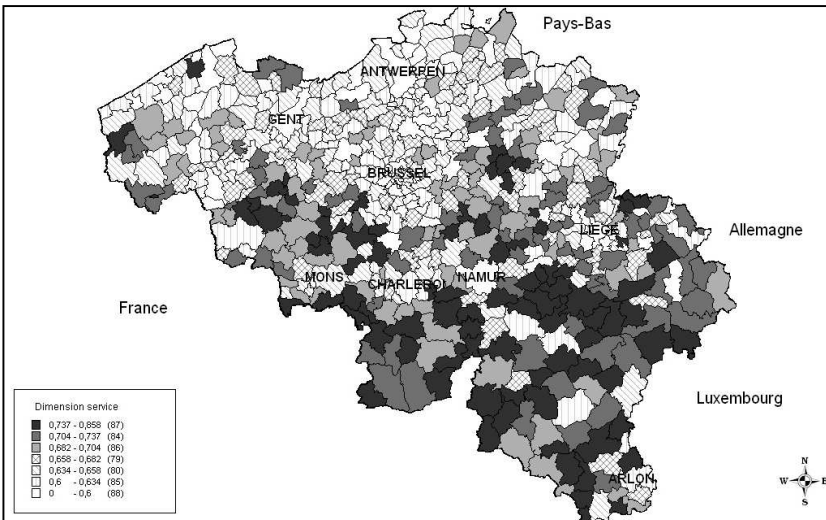 Pays-Bas
ANTWERPEN
GENT
BRUSSEL
LIEGE
Allemagne
MONS
CHARLEROI
NAMUR
France
Luxembourg
ARLON
Dimension service
0,737 - 0,858 (87)
0,704 - 0,737 (84)
0,682 - 0,704 (86)
0,658 - 0,682 (79)
0,634 - 0,658 (80)
0,6 - 0,634 (85)
0 - 0,6 (88)
N
W E
S